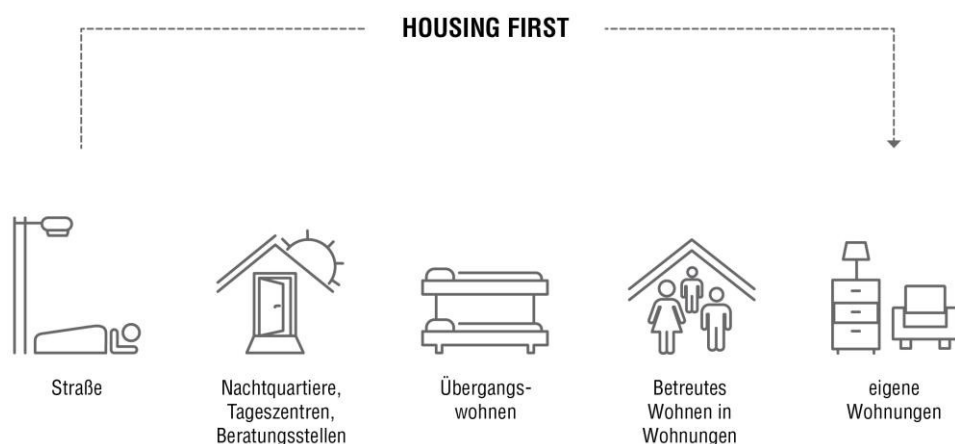 HOUSING FIRST
Straße
Nachtquartiere,
Tageszentren,
Beratungsstellen
Übergangs-
wohnen
Betreutes
Wohnen in
Wohnungen
eigene
Wohnungen